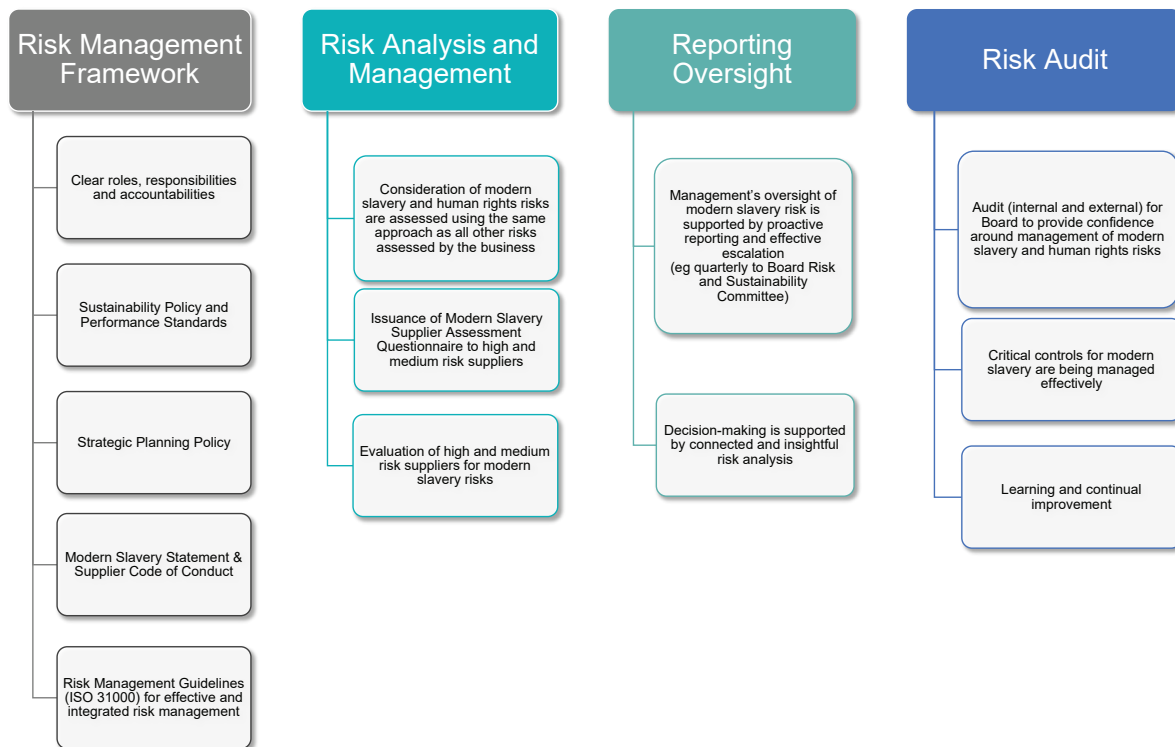 Risk Management
Framework
Clear roles, responsibilities
and accountabilities
Sustainability Policy and
Performance Standards
Strategic Planning Policy
Modern Slavery Statement &
Supplier Code of Conduct
Risk Management Guidelines
(ISO 31000) for effective and
integrated risk management
Risk Analysis and
Management
Consideration of modern
slavery and human rights risks
are assessed using the same
approach as all other risks
assessed by the business
Issuance of Modern Slavery
Supplier Assessment
Questionnaire to high and
medium risk suppliers
Evaluation of high and medium
risk suppliers for modern
slavery risks
Reporting
Oversight
Management’s oversight of
modern slavery risk is
supported by proactive
reporting and effective
escalation
(eg quarterly to Board Risk
and Sustainability
Committee)
Decision-making is supported
by connected and insightful
risk analysis
Risk Audit
Audit (internal and external) for
Board to provide confidence
around management of modern
slavery and human rights risks
Critical controls for modern
slavery are being managed
effectively
Learning and continual
improvement